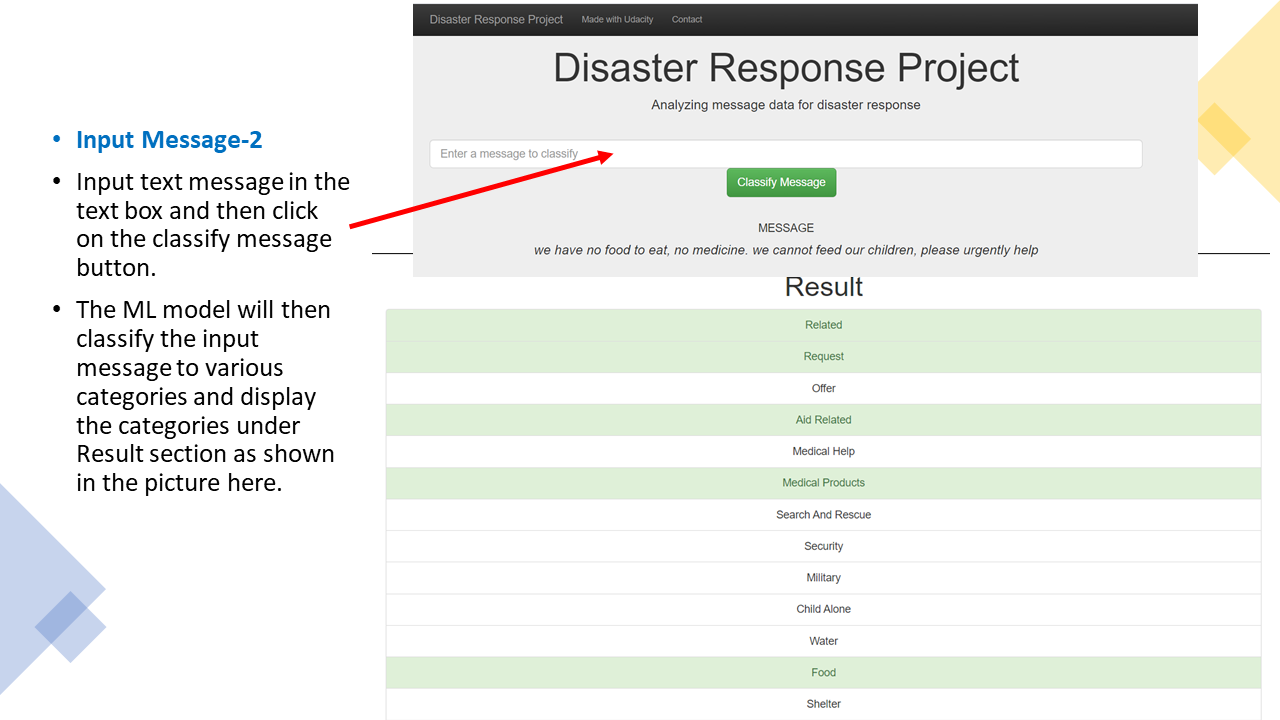 Disaster Response Project Made with Udacity Contact
Disaster Response Project
Analyzing message data for disaster response
• Input Message-2
• Input text message in the
text box and then click
on the classify message
button.
• The ML model will then
classify the input
message to various
categories and display
the categories under
Result section as shown
in the picture here.
Enter a message to classify
Classify Message
MESSAGE
we have no food to eat, no medicine. we cannot feed our children, please urgently help
Result
Related
Request
Offer
Aid Related
Medical Help
Medical Products
Search And Rescue
Security
Military
Child Alone
Water
Food
Shelter